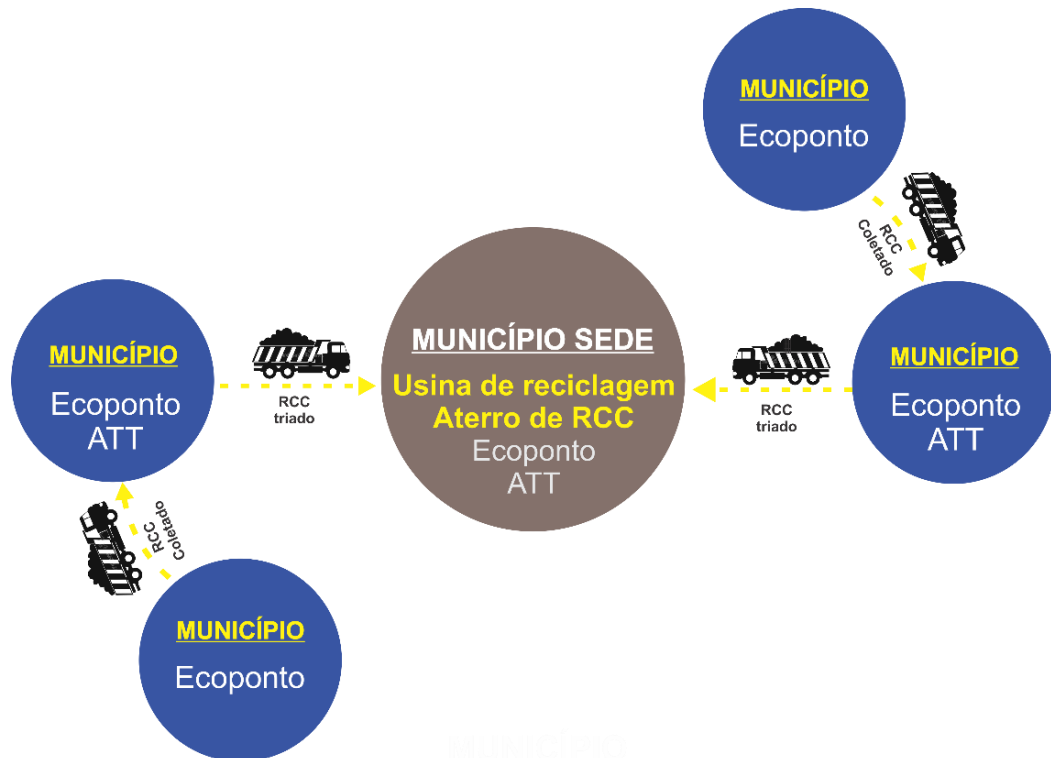 MUNICÍPIO
Ecoponto
RCC
Coletado
MUNICÍPIO
Ecoponto
ATT
RCC
triado
MUNICÍPIO SEDE
Usina de reciclagem
Aterro de RCC
Ecoponto
ATT
RCC
triado
MUNICÍPIO
Ecoponto
ATT
RCC
Coletado
MUNICÍPIO
Ecoponto
MUNICÍPIO